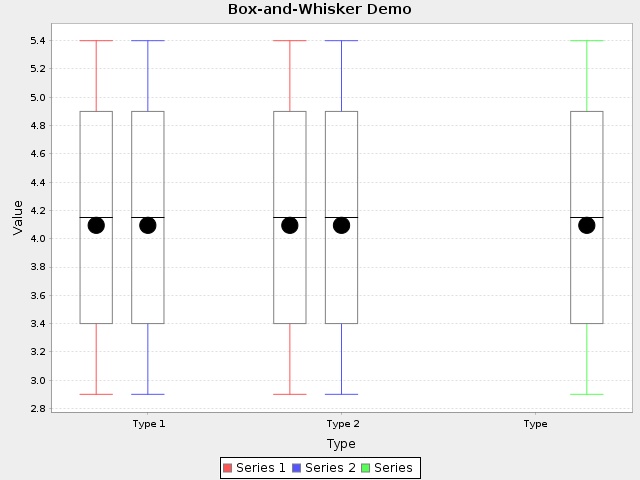 Box-and-Whisker Demo
Value
5.4
5.2
5.0
4.8
4.6
4.4
4.2
4.0
3.8
3.6
3.4
3.2
3.0
2.8
Type 1 Type 2 Type
Type
Series 1 Series 2 Series